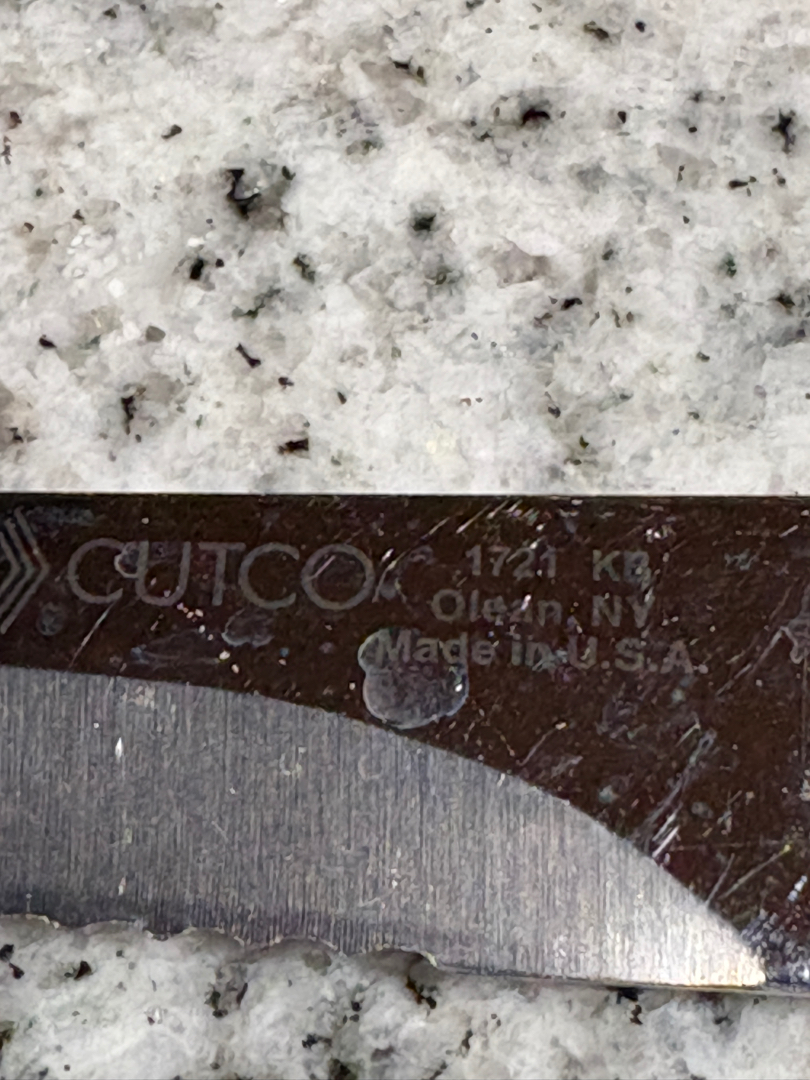 CUTCO
1721 KB
Olean, NY
Made in U.S.A.